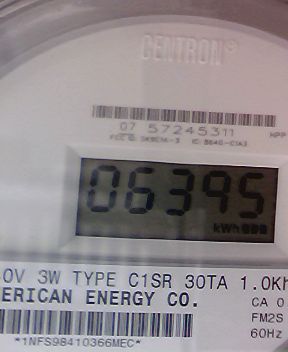 CENTRON®
07 57245311
06395
kWh
0V 3W TYPE C1SR 30TA 1.0Kh
ERICAN ENERGY CO.
CA 0
FM2S
60Hz
*1NFS98410366MEC*